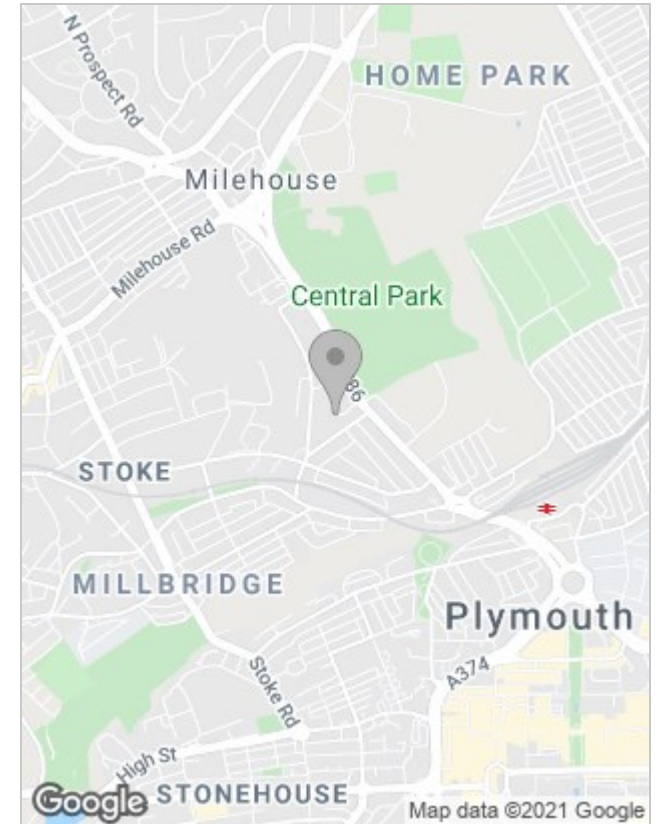 N Prospect Rd
HOME PARK
Milehouse
Milehouse Rd
Central Park
86
STOKE
MILLBRIDGE
Plymouth
A374
Stoke Rd
High St
STONEHOUSE
Google
Map data ©2021 Google